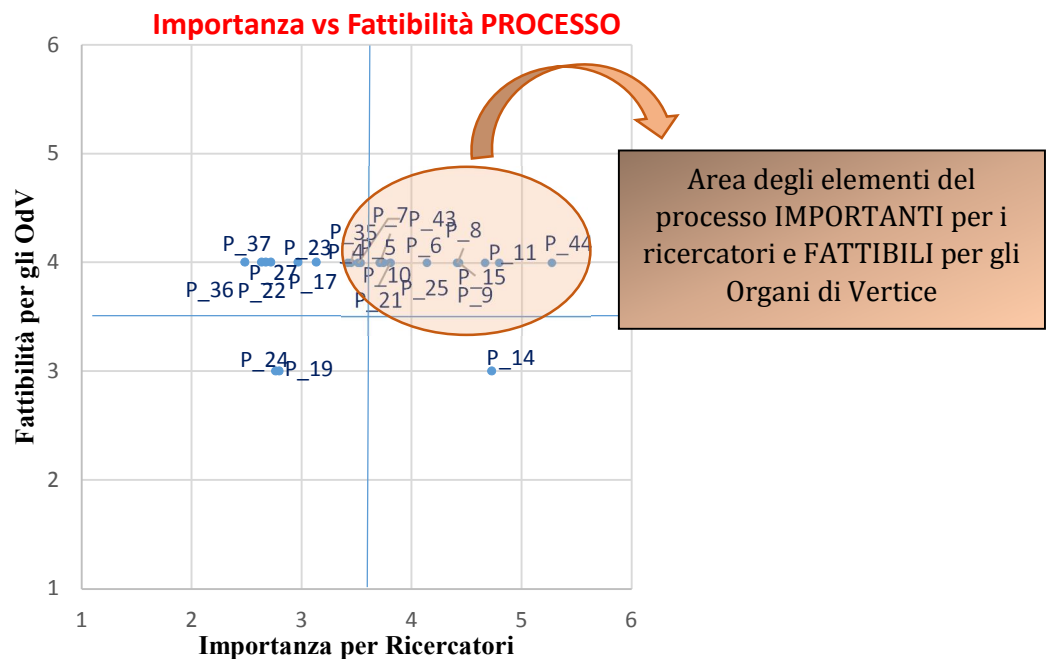 Importanza vs Fattibilità PROCESSO
6
5
4
3
2
1
Fattibilità per gli OdV
P_7
P_43
P_35
P_8
P_37
P_23
P_4
P_5
P_6
P_11
P_44
P_27
P_17
P_10
P_15
P_36
P_22
P_25
P_21
P_9
P_24
P_19
P_14
Area degli elementi del
processo IMPORTANTI per i
ricercatori e FATTIBILI per gli
Organi di Vertice
1
2
3
4
5
6
Importanza per Ricercatori